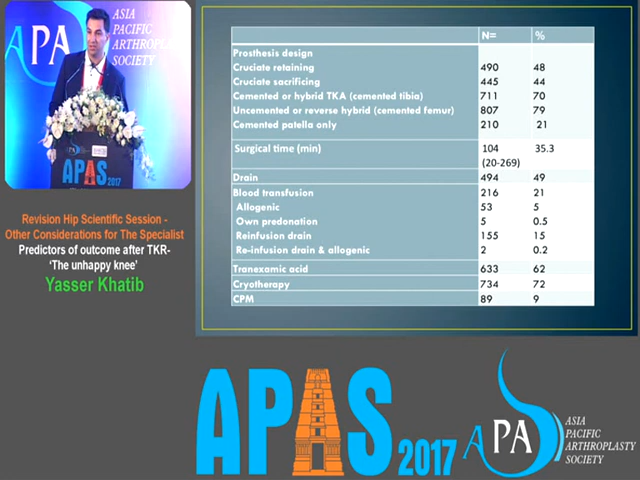 ASIA
PACIFIC
ARTHROPLASTY
SOCIETY
APA
APAS
2017
Revision Hip Scientific Session -
Other Considerations for The Specialist
Predictors of outcome after TKR-
‘The unhappy knee’
Yasser Khatib
N= %
Prosthesis design
Cruciate retaining 490 48
Cruciate sacrificing 445 44
Cemented or hybrid TKA (cemented tibia) 711 70
Uncemented or reverse hybrid (cemented femur) 807 79
Cemented patella only 210 21
Surgical time (min) 104 35.3
(20-269)
Drain 494 49
Blood transfusion 216 21
Allogenic 53 5
Own predonation 5 0.5
Reinfusion drain 155 15
Re-infusion drain & allogenic 2 0.2
Tranexamic acid 633 62
Cryotherapy 734 72
CPM 89 9
APAS 2017
APA
ASIA
PACIFIC
ARTHROPLASTY
SOCIETY